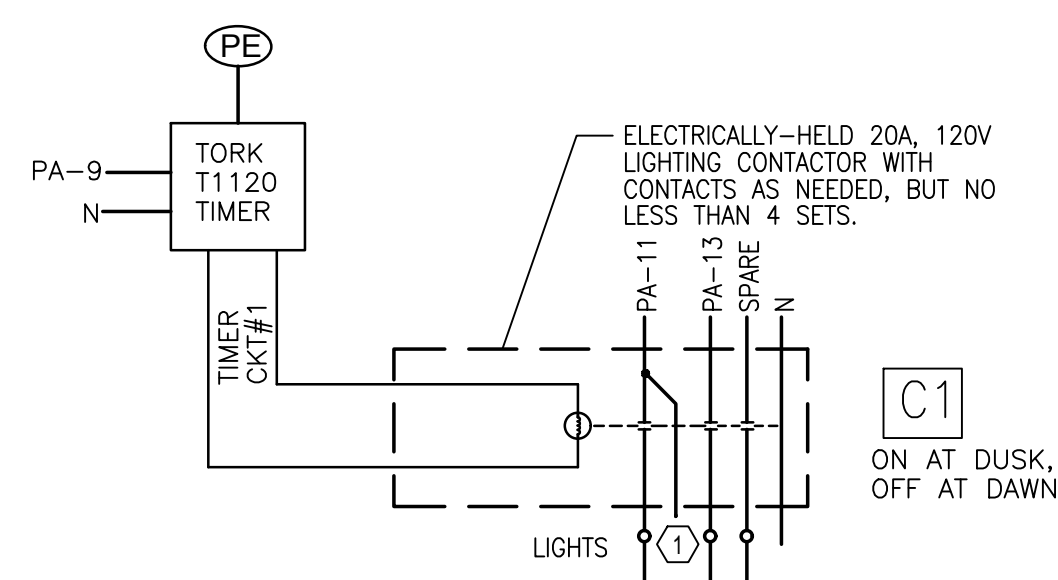 PE
TORK
T1120
TIMER
PA-9
N
ELECTRICALLY-HELD 20A, 120V
LIGHTING CONTACTOR WITH
CONTACTS AS NEEDED, BUT NO
LESS THAN 4 SETS.
PA-11
PA-13
SPARE
N
TIMER
CKT#1
C1
ON AT DUSK,
OFF AT DAWN
LIGHTS
1